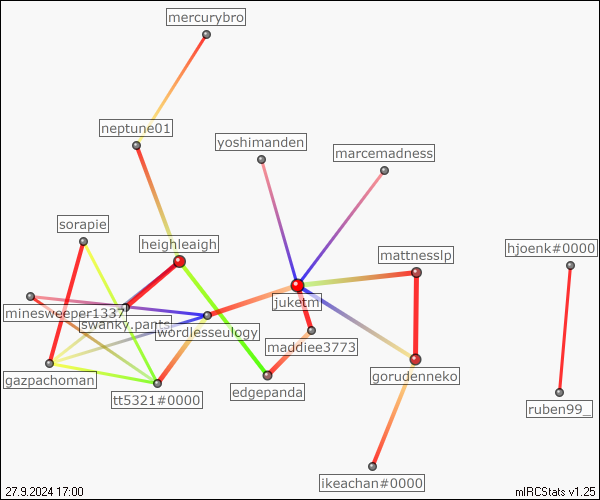 mercurybro
neptune01
yoshimanden
marcemadness
sorapie
heighleaigh
mattnesslp
hjoenk#0000
minesweeper1337
swanky.pants
juketm
wordlesseulogy
maddiee3773
gazpachoman
gorudenneko
tt5321#0000
edgepanda
ruben99_
ikeachan#0000
27.9.2024 17:00
mIRCStats v1.25